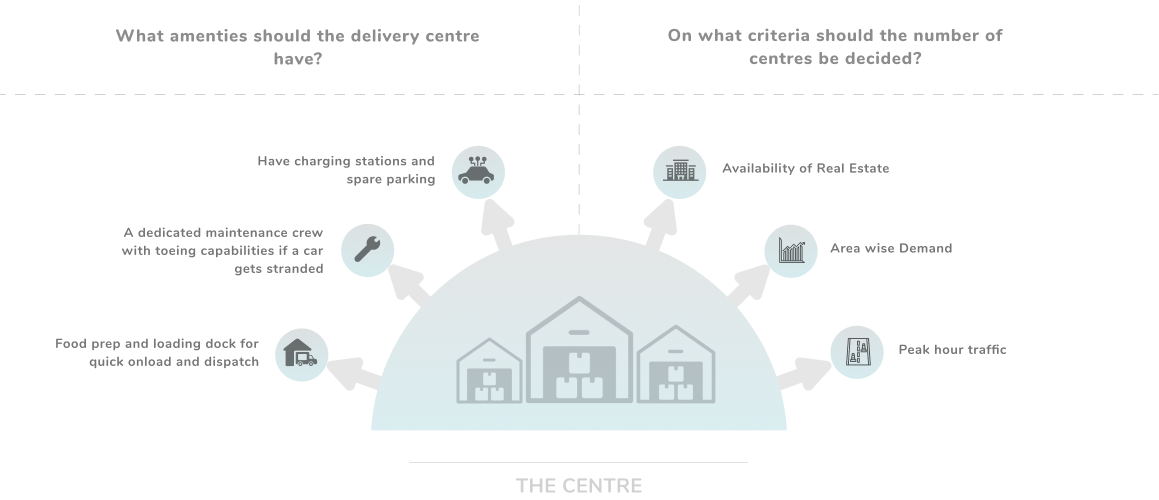 What amenties should the delivery centre
have?
On what criteria should the number of
centres be decided?
Have charging stations and
spare parking
A dedicated maintenance crew
with toeing capabilities if a car
gets stranded
Food prep and loading dock for
quick onload and dispatch
Availability of Real Estate
Area wise Demand
Peak hour traffic
THE CENTRE